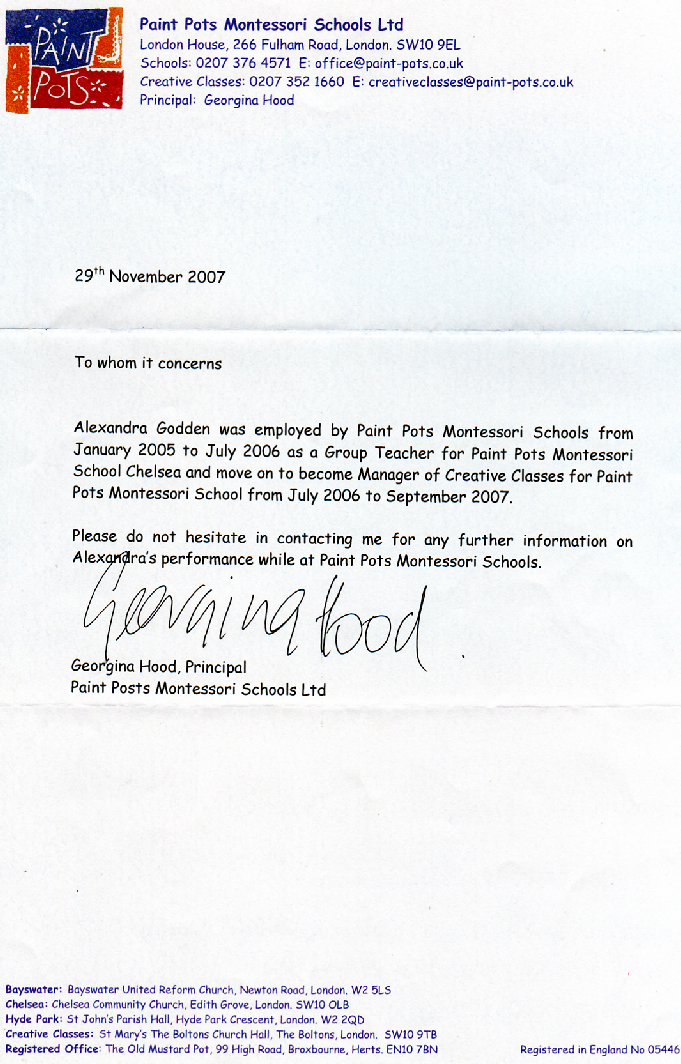 PAINT
POTS
Paint Pots Montessori Schools Ltd
London House, 266 Fulham Road, London. SW10 9EL
Schools: 0207 376 4571 E: office@paint-pots.co.uk
Creative Classes: 0207 352 1660 E: creativeclasses@paint-pots.co.uk
Principal: Georgina Hood
29th November 2007
To whom it concerns
Alexandra Godden was employed by Paint Pots Montessori Schools from
January 2005 to July 2006 as a Group Teacher for Paint Pots Montessori
School Chelsea and move on to become Manager of Creative Classes for Paint
Pots Montessori School from July 2006 to September 2007.
Please do not hesitate in contacting me for any further information on
Alexandra's performance while at Paint Pots Montessori Schools.
Georgina Hood
Georgina Hood, Principal
Paint Posts Montessori Schools Ltd
Bayswater: Bayswater United Reform Church, Newton Road, London. W2 5LS
Chelsea: Chelsea Community Church, Edith Grove, London. SW10 OLB
Hyde Park: St John's Parish Hall, Hyde Park Crescent, London. W2 2QD
Creative Classes: St Mary's The Boltons Church Hall, The Boltons, London. SW10 9TB
Registered Office: The Old Mustard Pot, 99 High Road, Broxbourne, Herts. EN10 7BN Registered in England No 05446